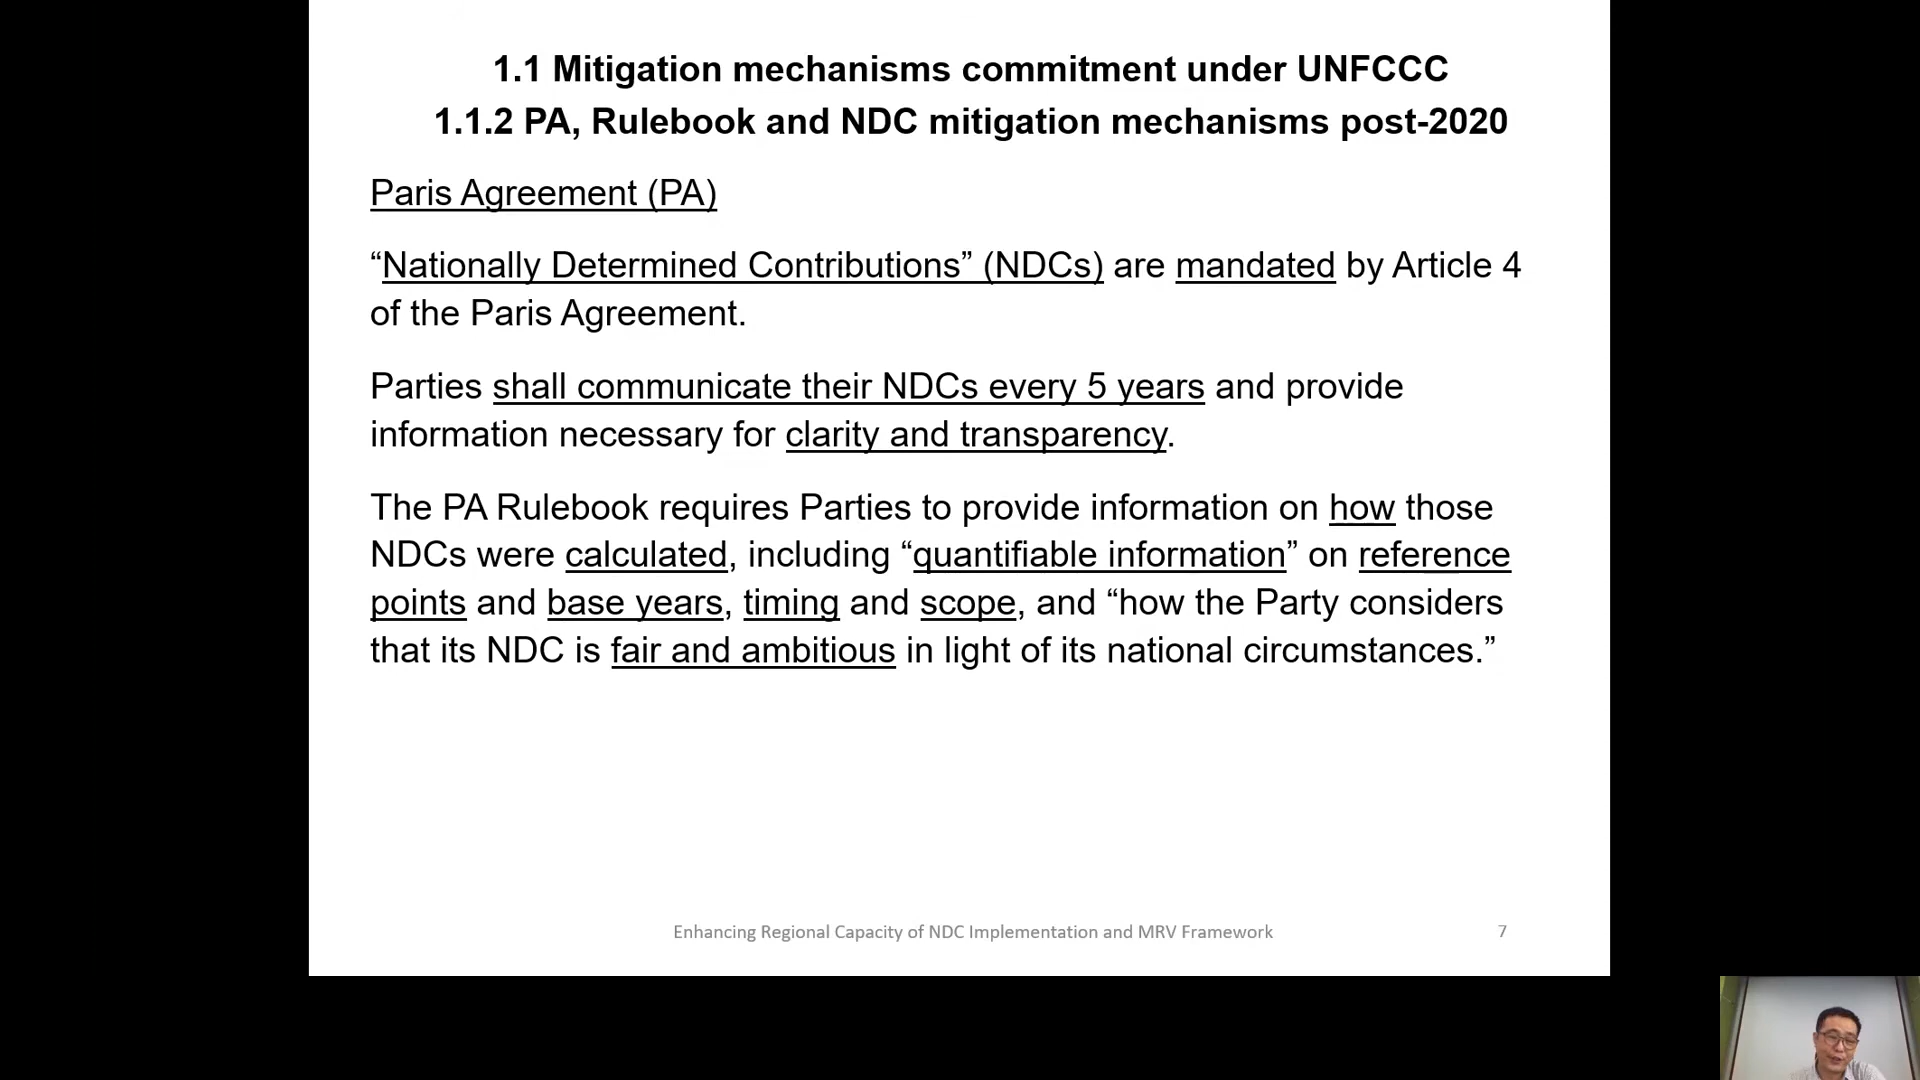 1.1 Mitigation mechanisms commitment under UNFCCC
1.1.2 PA, Rulebook and NDC mitigation mechanisms post-2020
Paris Agreement (PA)
“Nationally Determined Contributions” (NDCs) are mandated by Article 4
of the Paris Agreement.
Parties shall communicate their NDCs every 5 years and provide
information necessary for clarity and transparency.
The PA Rulebook requires Parties to provide information on how those
NDCs were calculated, including “quantifiable information” on reference
points and base years, timing and scope, and “how the Party considers
that its NDC is fair and ambitious in light of its national circumstances.”
Enhancing Regional Capacity of NDC Implementation and MRV Framework 7